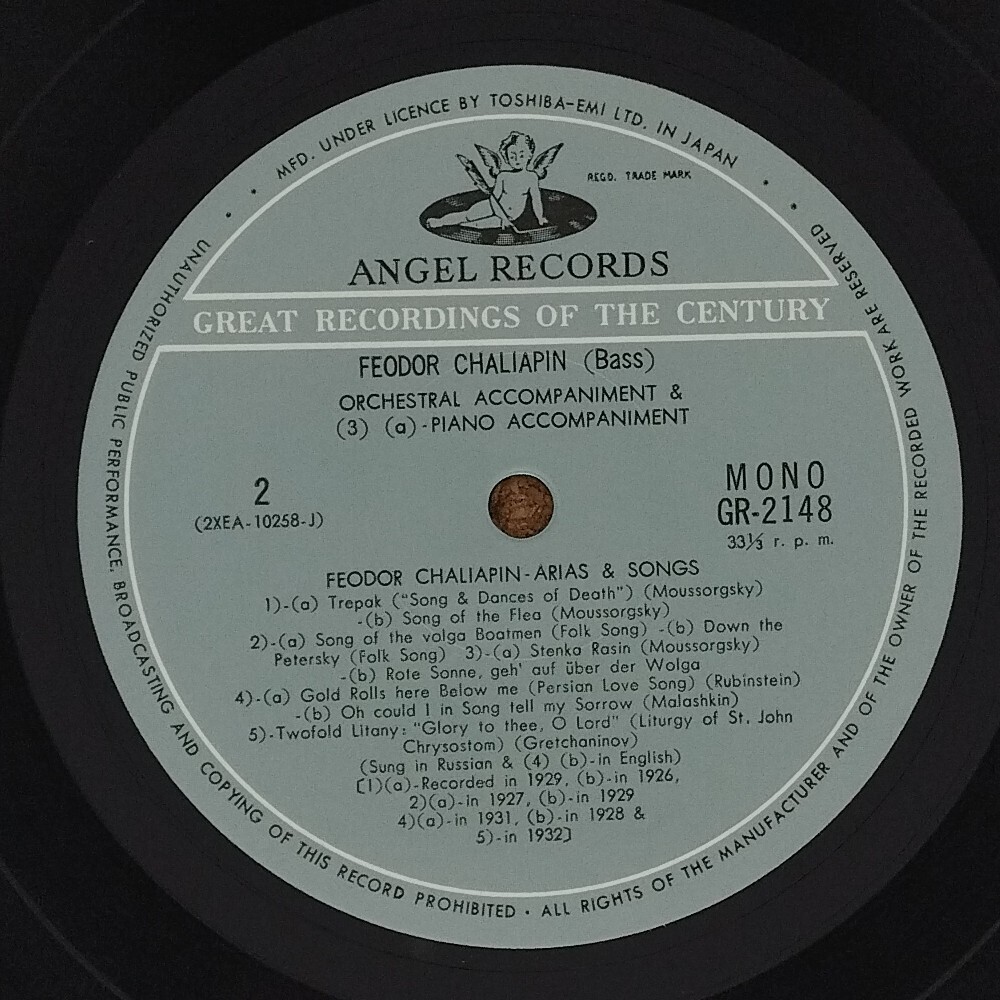 MFD. UNDER LICENCE BY TOSHIBA-EMI LTD. IN JAPAN
REGD. TRADE MARK
ANGEL RECORDS
GREAT RECORDINGS OF THE CENTURY
FEODOR CHALIAPIN (Bass)
ORCHESTRAL ACCOMPANIMENT &
(3) (a)-PIANO ACCOMPANIMENT
2
(2XEA-10258-J)
MONO
GR-2148
33⅓ r. p. m.
FEODOR CHALIAPIN-ARIAS & SONGS
1)-(a) Trepak ("Song & Dances of Death") (Moussorgsky)
-(b) Song of the Flea (Moussorgsky)
2)-(a) Song of the volga Boatmen (Folk Song) -(b) Down the
Petersky (Folk Song) 3)-(a) Stenka Rasin (Moussorgsky)
-(b) Rote Sonne, geh' auf über der Wolga
4)-(a) Gold Rolls here Below me (Persian Love Song) (Rubinstein)
-(b) Oh could I in Song tell my Sorrow (Malashkin)
5)-Twofold Litany: "Glory to thee, O Lord" (Liturgy of St. John
Chrysostom) (Gretchaninov)
(Sung in Russian & (4) (b)-in English)
[1)(a)-Recorded in 1929, (b)-in 1926,
2)(a)-in 1927, (b)-in 1929
4)(a)-in 1931, (b)-in 1928 &
5)-in 1932]
UNAUTHORIZED PUBLIC PERFORMANCE, BROADCASTING AND COPYING OF THIS RECORD PROHIBITED · ALL RIGHTS OF THE MANUFACTURER AND OF THE OWNER OF THE RECORDED WORK ARE RESERVED